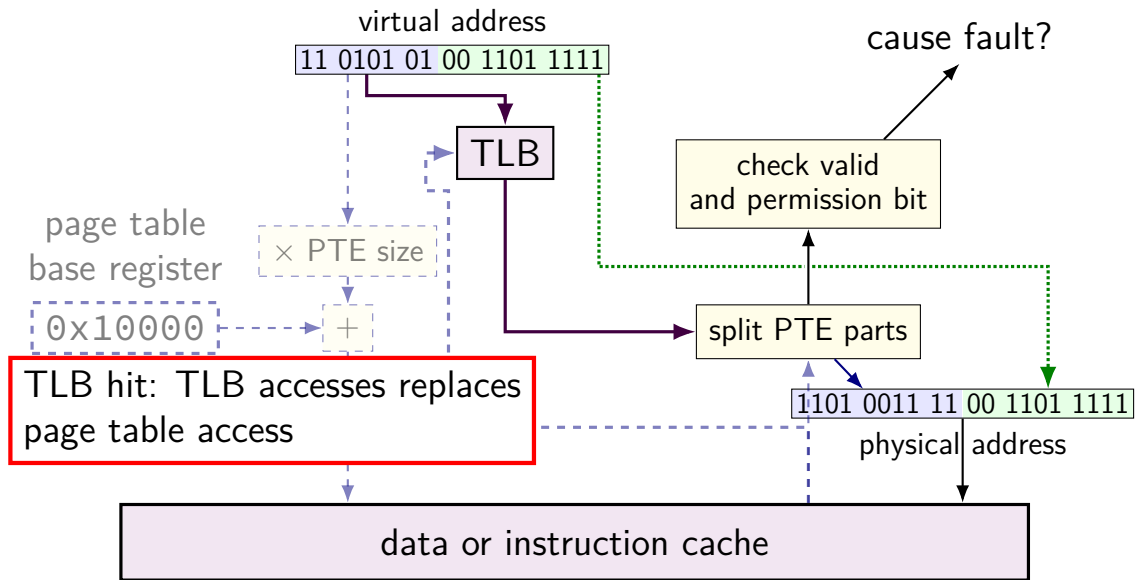 virtual address
11 0101 01 00 1101 1111
cause fault?
TLB
check valid
and permission bit
page table
base register
× PTE size
0x10000
+
split PTE parts
TLB hit: TLB accesses replaces
page table access
1101 0011 11 00 1101 1111
physical address
data or instruction cache